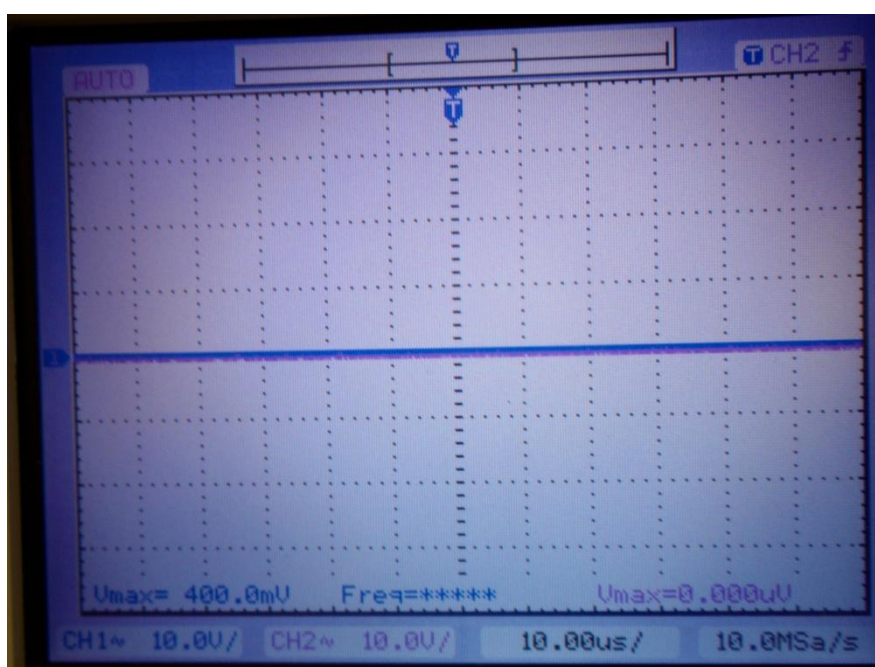 AUTO
T
T CH2
T
1
Vmax= 400.0mV Freq=***** Vmax=0.000uV
CH1~ 10.0V/ CH2~ 10.0V/ 10.00us/ 10.0MSa/s